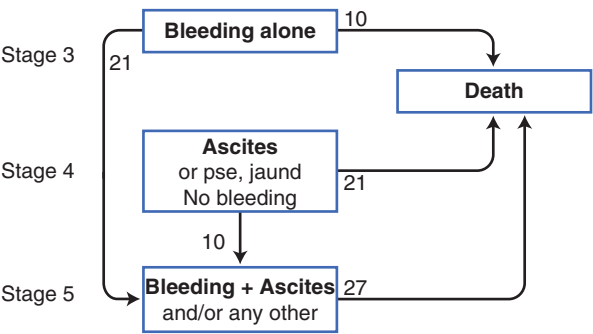 Bleeding alone
10
Stage 3
21
Death
Ascites
or pse, jaund
No bleeding
Stage 4
21
10
Bleeding + Ascites
and/or any other
27
Stage 5